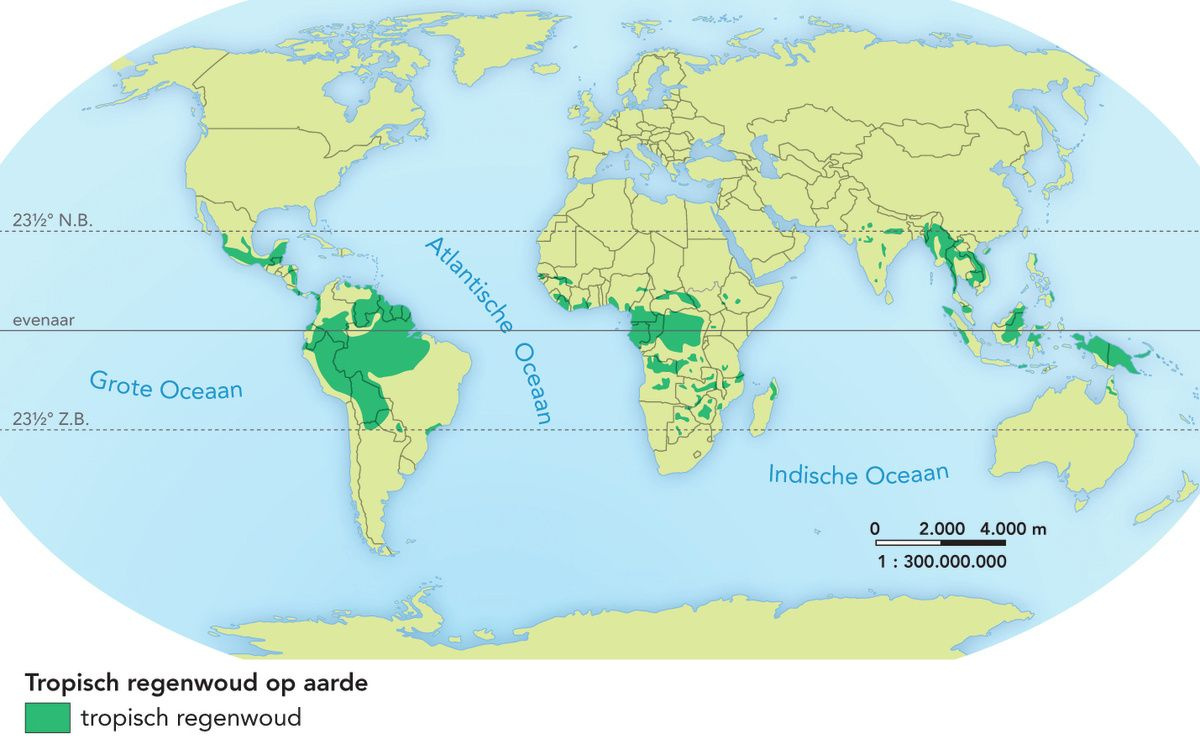 23½° N.B.
Atlantische Oceaan
evenaar
Grote Oceaan
23½° Z.B.
Indische Oceaan
0 2.000 4.000 m
1 : 300.000.000
Tropisch regenwoud op aarde
tropisch regenwoud